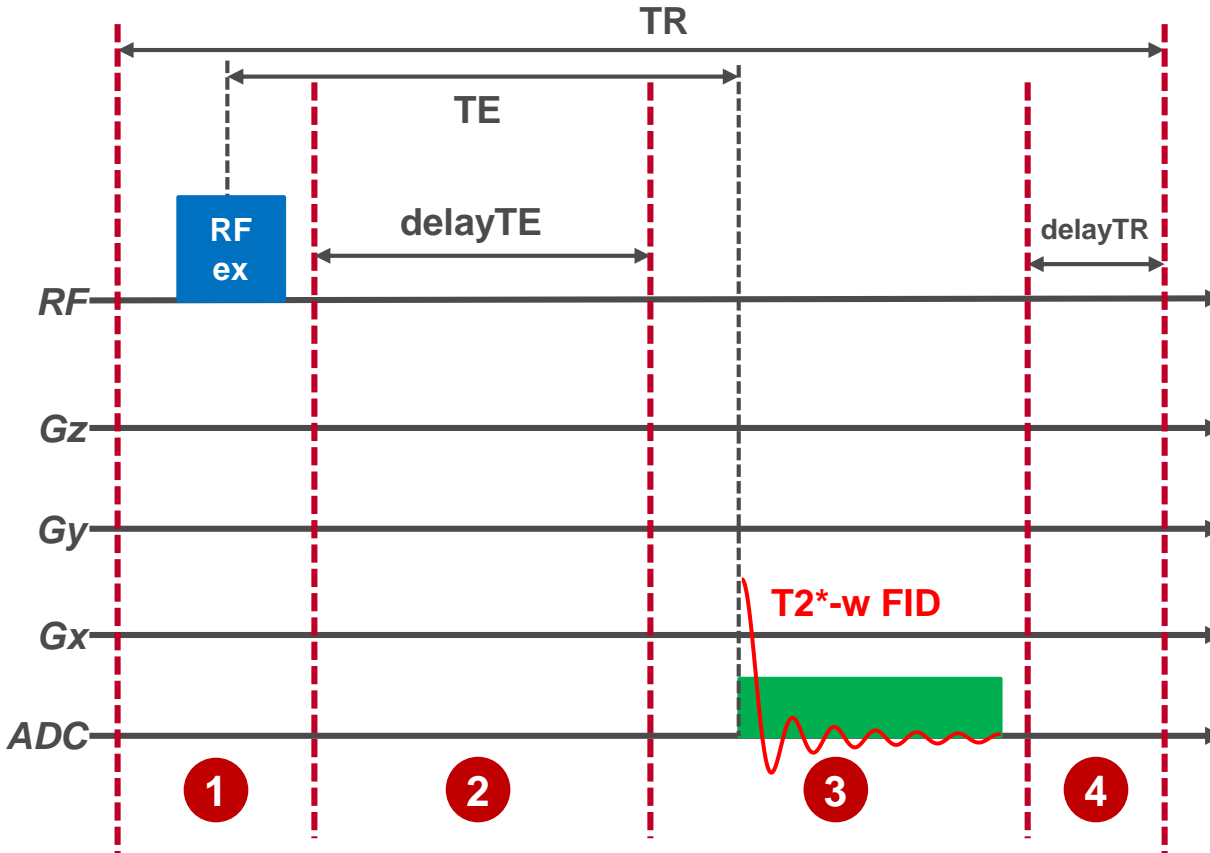 TR
TE
RF
ex
delayTE
delayTR
RF
Gz
Gy
T2*-w FID
Gx
ADC
1
2
3
4